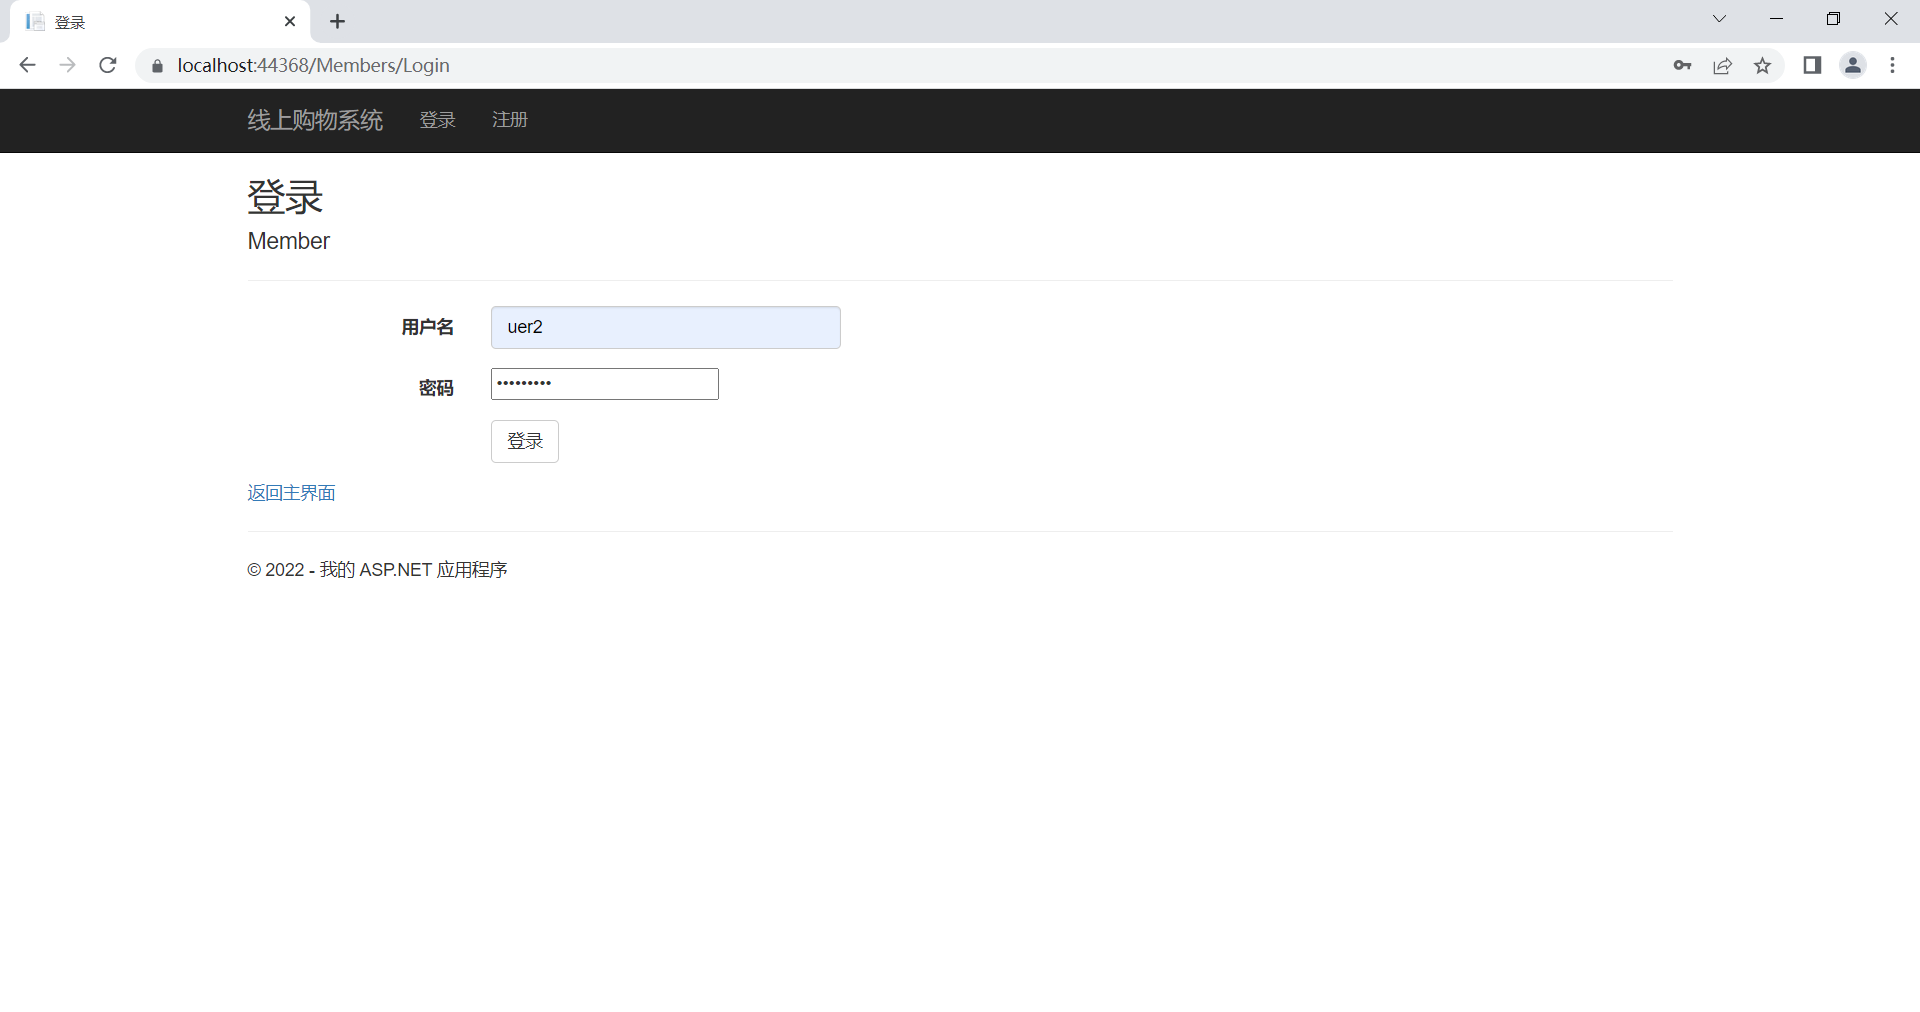 登录
localhost:44368/Members/Login
线上购物系统 登录 注册
登录
Member
用户名 uer2
密码 •••••••••
登录
返回主界面
© 2022 - 我的 ASP.NET 应用程序